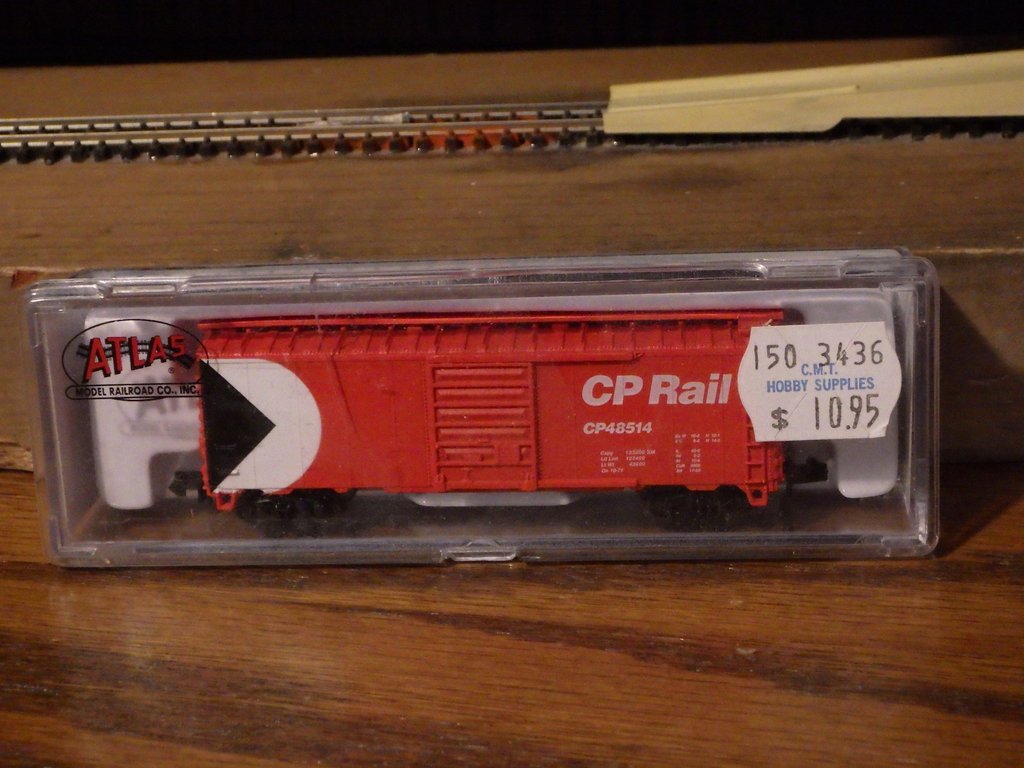 ATLAS®
MODEL RAILROAD CO., INC.
CP Rail
CP48514
150 3436
C.M.T.
HOBBY SUPPLIES
$ 10.95